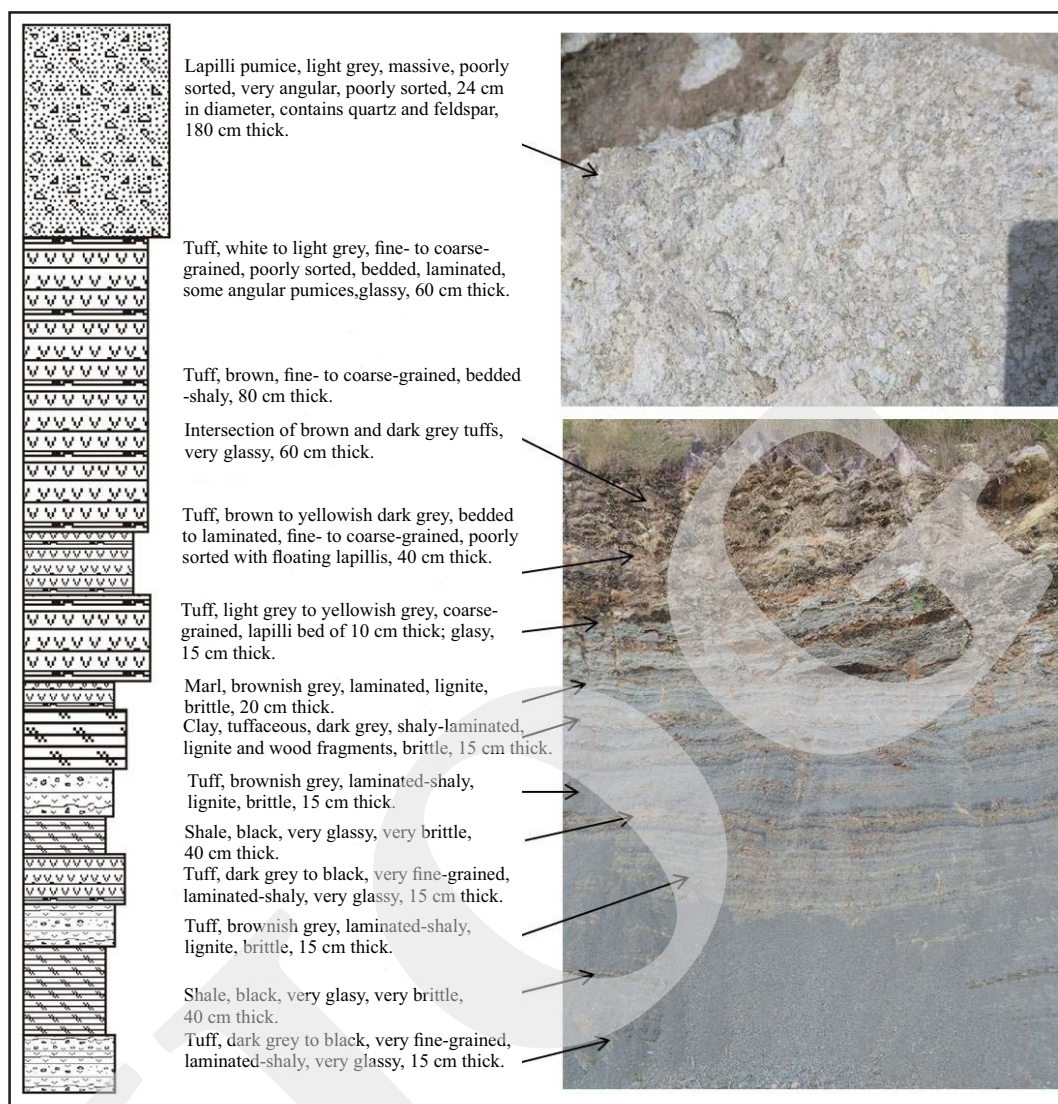 Lapilli pumice, light grey, massive, poorly
sorted, very angular, poorly sorted, 24 cm
in diameter, contains quartz and feldspar,
180 cm thick.
Tuff, white to light grey, fine- to coarse-
grained, poorly sorted, bedded, laminated,
some angular pumices,glassy, 60 cm thick.
Tuff, brown, fine- to coarse-grained, bedded
-shaly, 80 cm thick.
Intersection of brown and dark grey tuffs,
very glassy, 60 cm thick.
Tuff, brown to yellowish dark grey, bedded
to laminated, fine- to coarse-grained, poorly
sorted with floating lapillis, 40 cm thick.
Tuff, light grey to yellowish grey, coarse-
grained, lapilli bed of 10 cm thick; glasy,
15 cm thick.
Marl, brownish grey, laminated, lignite,
brittle, 20 cm thick.
Clay, tuffaceous, dark grey, shaly-laminated,
lignite and wood fragments, brittle, 15 cm thick.
Tuff, brownish grey, laminated-shaly,
lignite, brittle, 15 cm thick.
Shale, black, very glassy, very brittle,
40 cm thick.
Tuff, dark grey to black, very fine-grained,
laminated-shaly, very glassy, 15 cm thick.
Tuff, brownish grey, laminated-shaly,
lignite, brittle, 15 cm thick.
Shale, black, very glasy, very brittle,
40 cm thick.
Tuff, dark grey to black, very fine-grained,
laminated-shaly, very glassy, 15 cm thick.